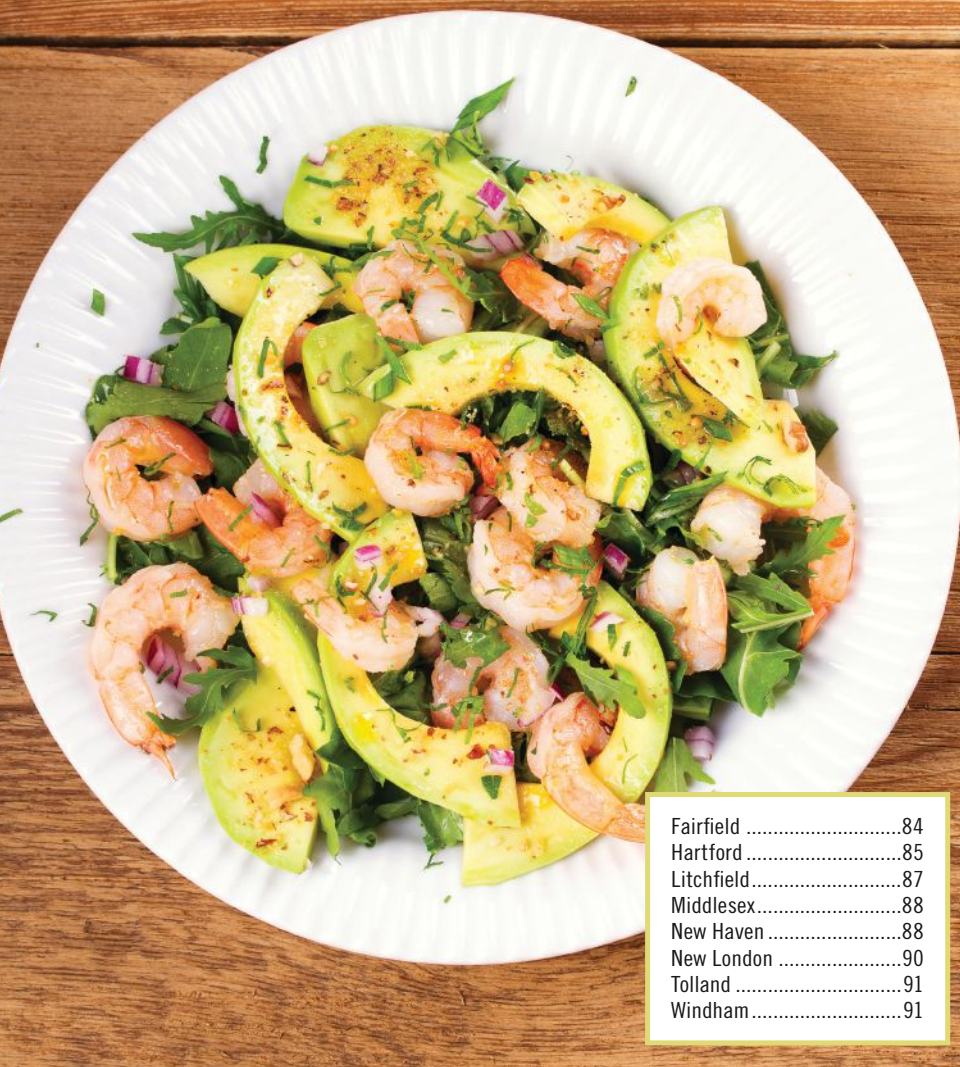 Fairfield .............................84
Hartford .............................85
Litchfield............................87
Middlesex...........................88
New Haven .........................88
New London .......................90
Tolland ...............................91
Windham............................91